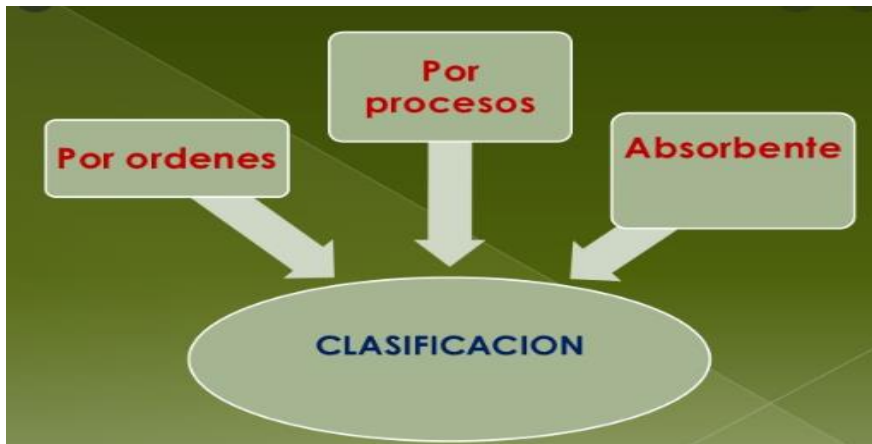 Por
procesos
Por ordenes
Absorbente
CLASIFICACION